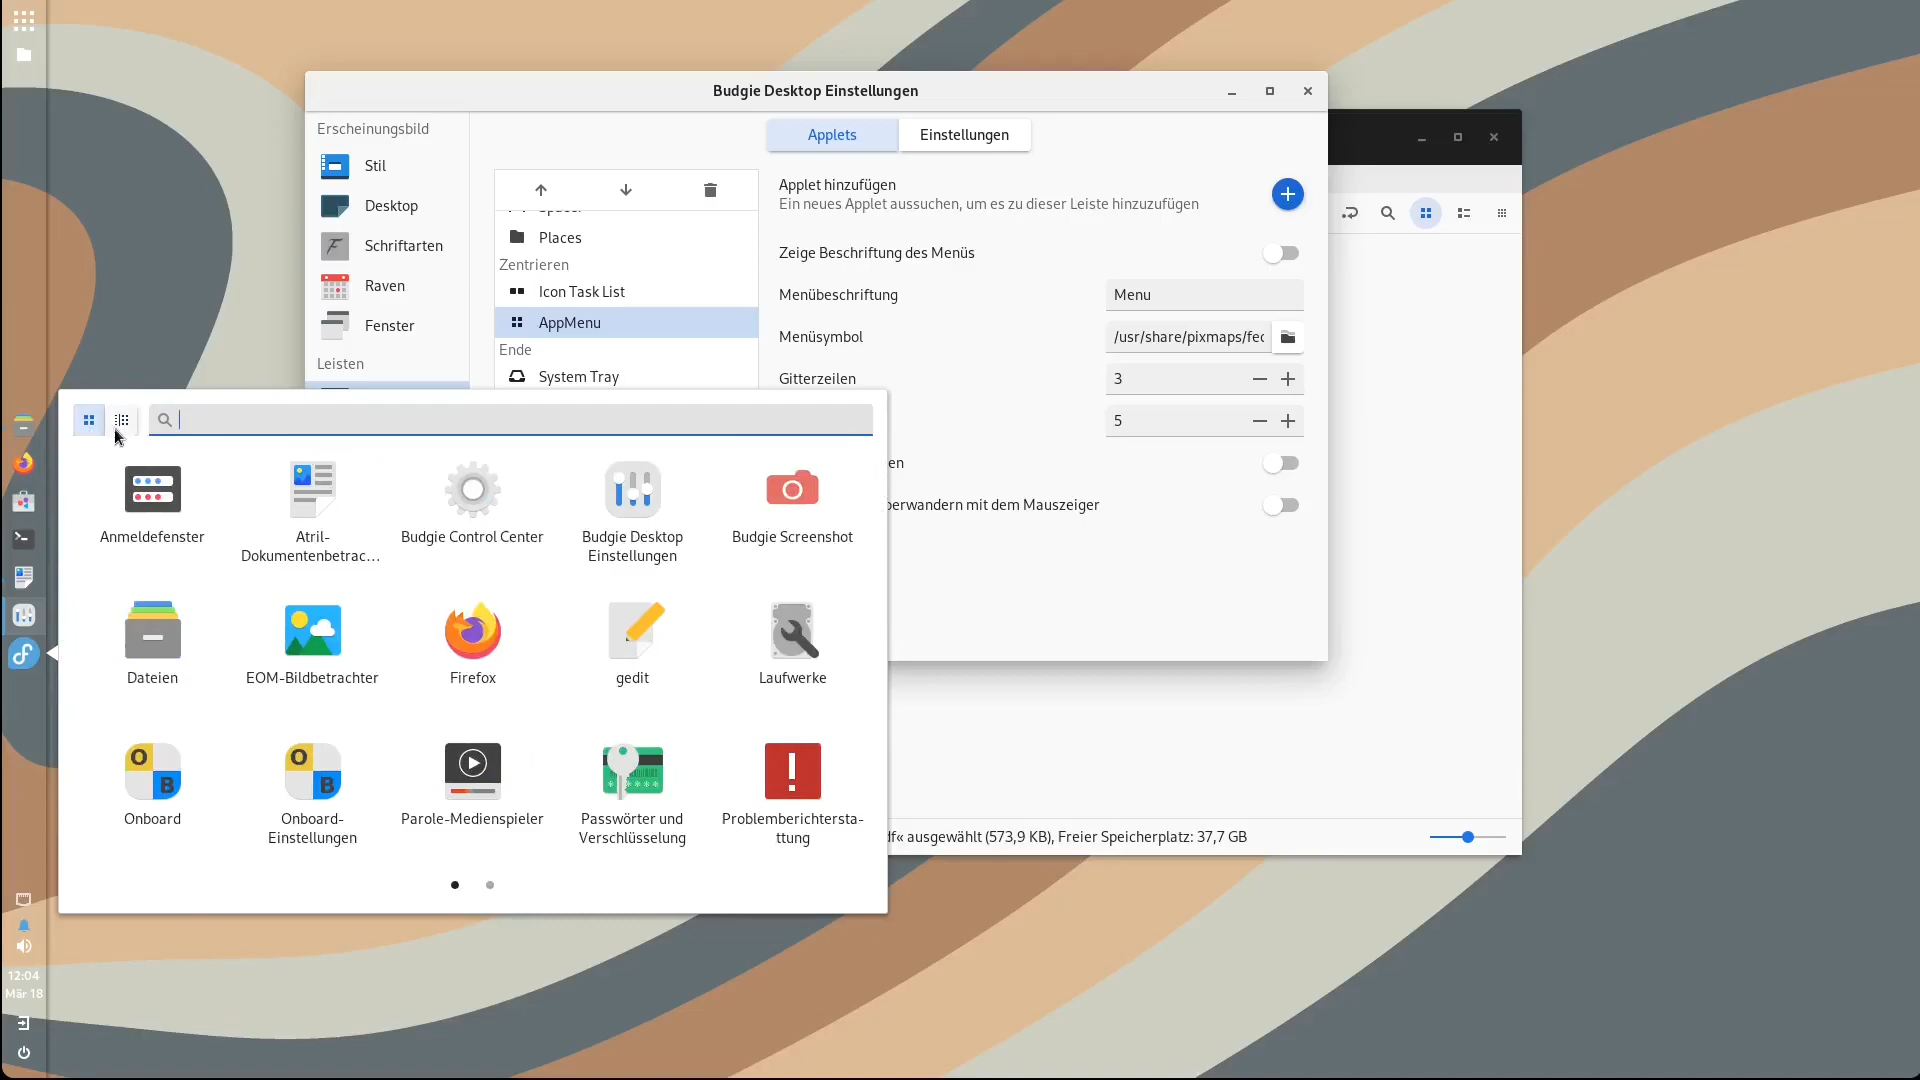 Budgie Desktop Einstellungen
Erscheinungsbild
Stil
Desktop
Schriftarten
Raven
Fenster
Leisten
Applets
Einstellungen
Places
Zentrieren
Icon Task List
AppMenu
Ende
System Tray
Applet hinzufügen
Ein neues Applet aussuchen, um es zu dieser Leiste hinzuzufügen
Zeige Beschriftung des Menüs
Menübeschriftung
Menu
Menüsymbol
/usr/share/pixmaps/fec
Gitterzeilen
3
5
en
berwandern mit dem Mauszeiger
Anmeldefenster
Atril-
Dokumentenbetrac...
Budgie Control Center
Budgie Desktop
Einstellungen
Budgie Screenshot
Dateien
EOM-Bildbetrachter
Firefox
gedit
Laufwerke
Onboard
Onboard-
Einstellungen
Parole-Medienspieler
Passwörter und
Verschlüsselung
Problemberichtersta-
ttung
df« ausgewählt (573,9 KB), Freier Speicherplatz: 37,7 GB
12:04
Mär 18